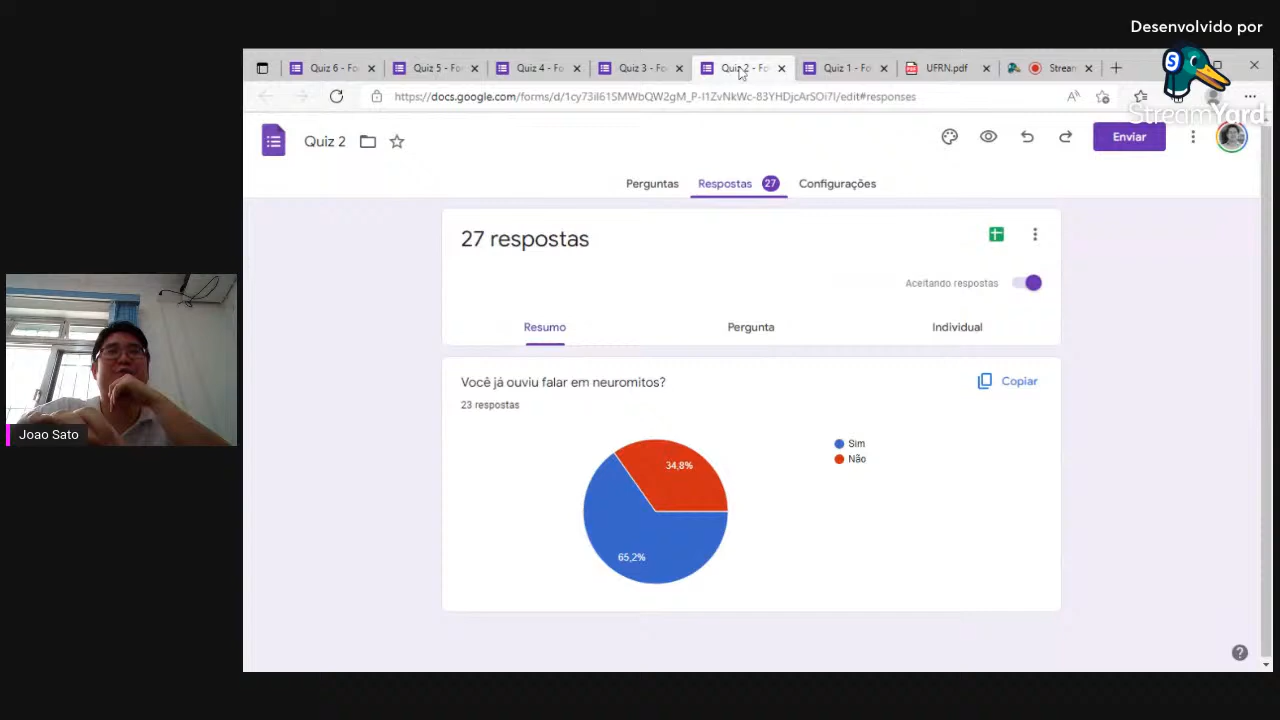 Desenvolvido por
StreamYard
Quiz 6 - Fo
Quiz 5 - Fo
Quiz 4 - Fo
Quiz 3 - Fo
Quiz 2 - Fo
Quiz 1 - Fo
UFRN.pdf
Stream
https://docs.google.com/forms/d/1cy73il61SMWbQW2gM_P-I1ZvNkWc-83YHDjcArSOi7I/edit#responses
Quiz 2
Enviar
Perguntas
Respostas 27
Configurações
27 respostas
Aceitando respostas
Resumo
Pergunta
Individual
Você já ouviu falar em neuromitos?
Copiar
23 respostas
Sim
Não
34,8%
65,2%
Joao Sato